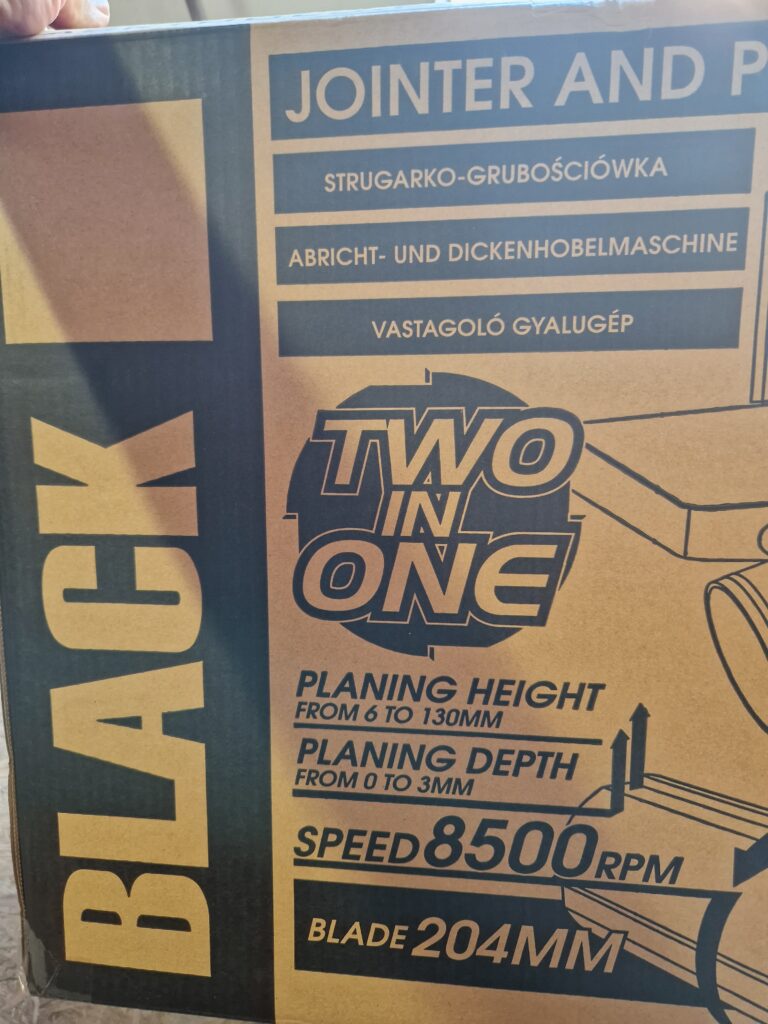 BLACK
JOINTER AND P
STRUGARKO-GRUBOŚCIÓWKA
ABRICHT- UND DICKENHOBELMASCHINE
VASTAGOLÓ GYALUGÉP
TWO
IN
ONE
PLANING HEIGHT
FROM 6 TO 130MM
PLANING DEPTH
FROM 0 TO 3MM
SPEED 8500 RPM
BLADE 204MM